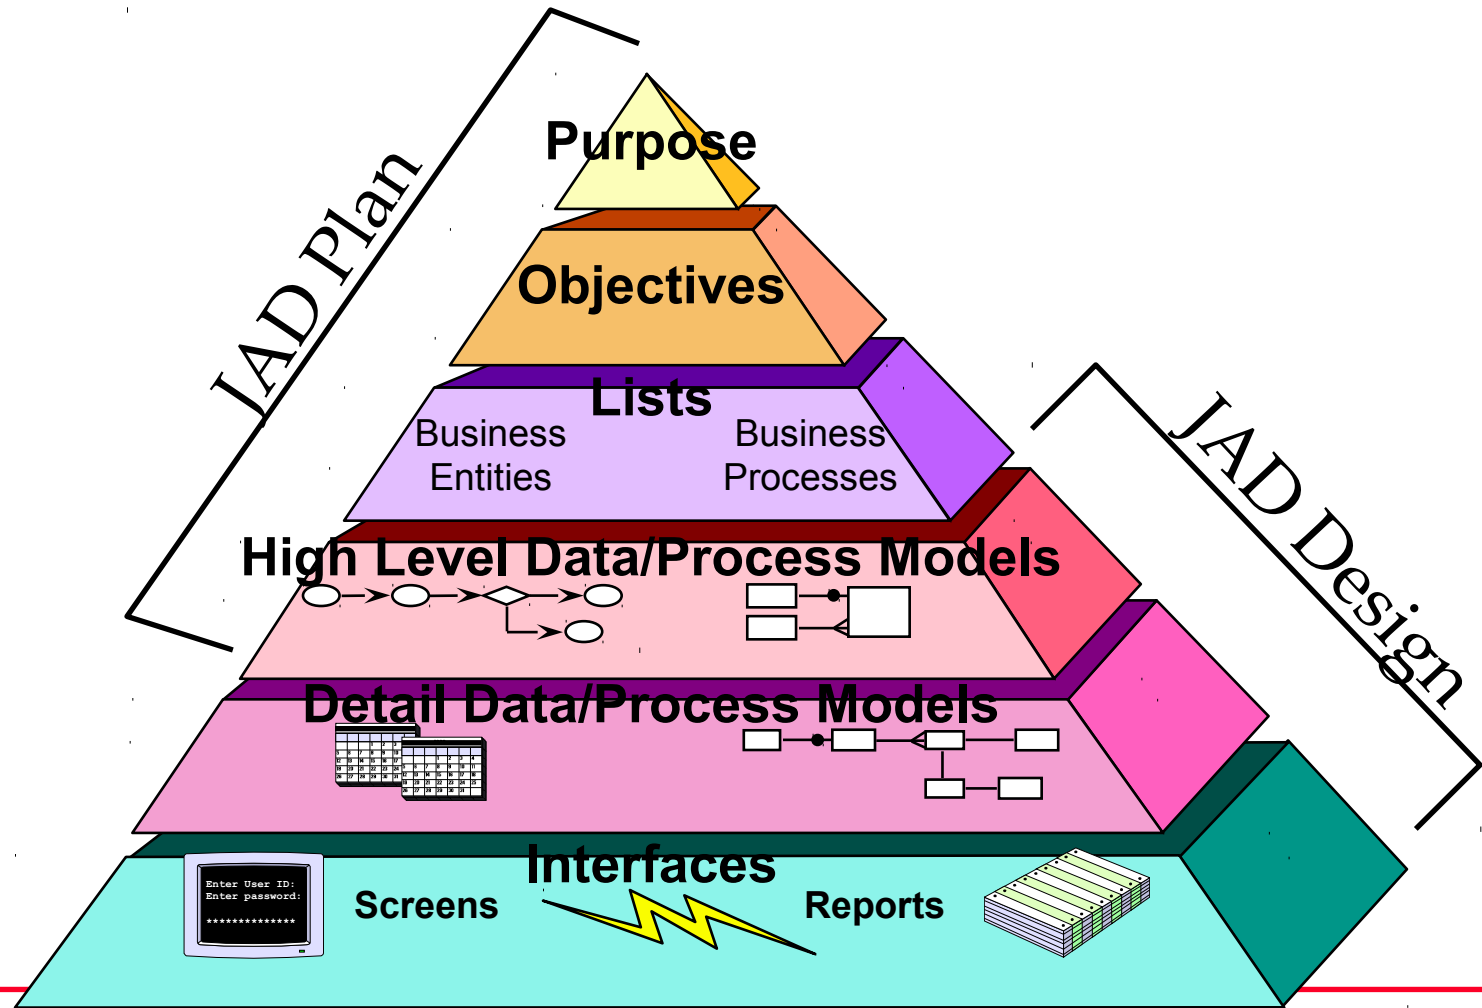 JAD Plan
Purpose
Objectives
Lists
Business
Entities
Business
Processes
JAD Design
High Level Data/Process Models
Detail Data/Process Models
Interfaces
Enter User ID:
Enter password:
**************
Screens
Reports